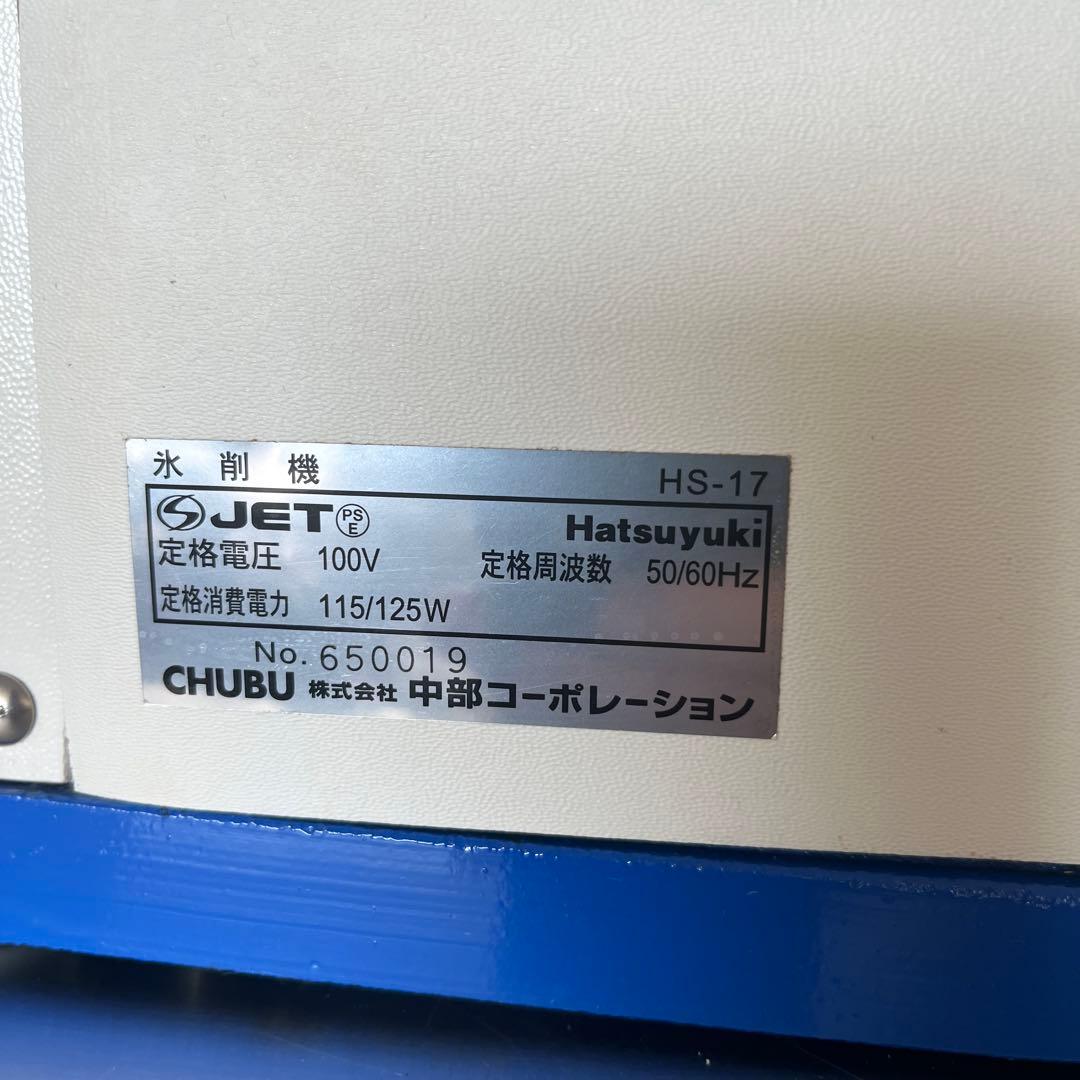 氷削機 HS-17
JET PSE Hatsuyuki
定格電圧 100V 定格周波数 50/60Hz
定格消費電力 115/125W
No. 650019
CHUBU 株式会社 中部コーポレーション